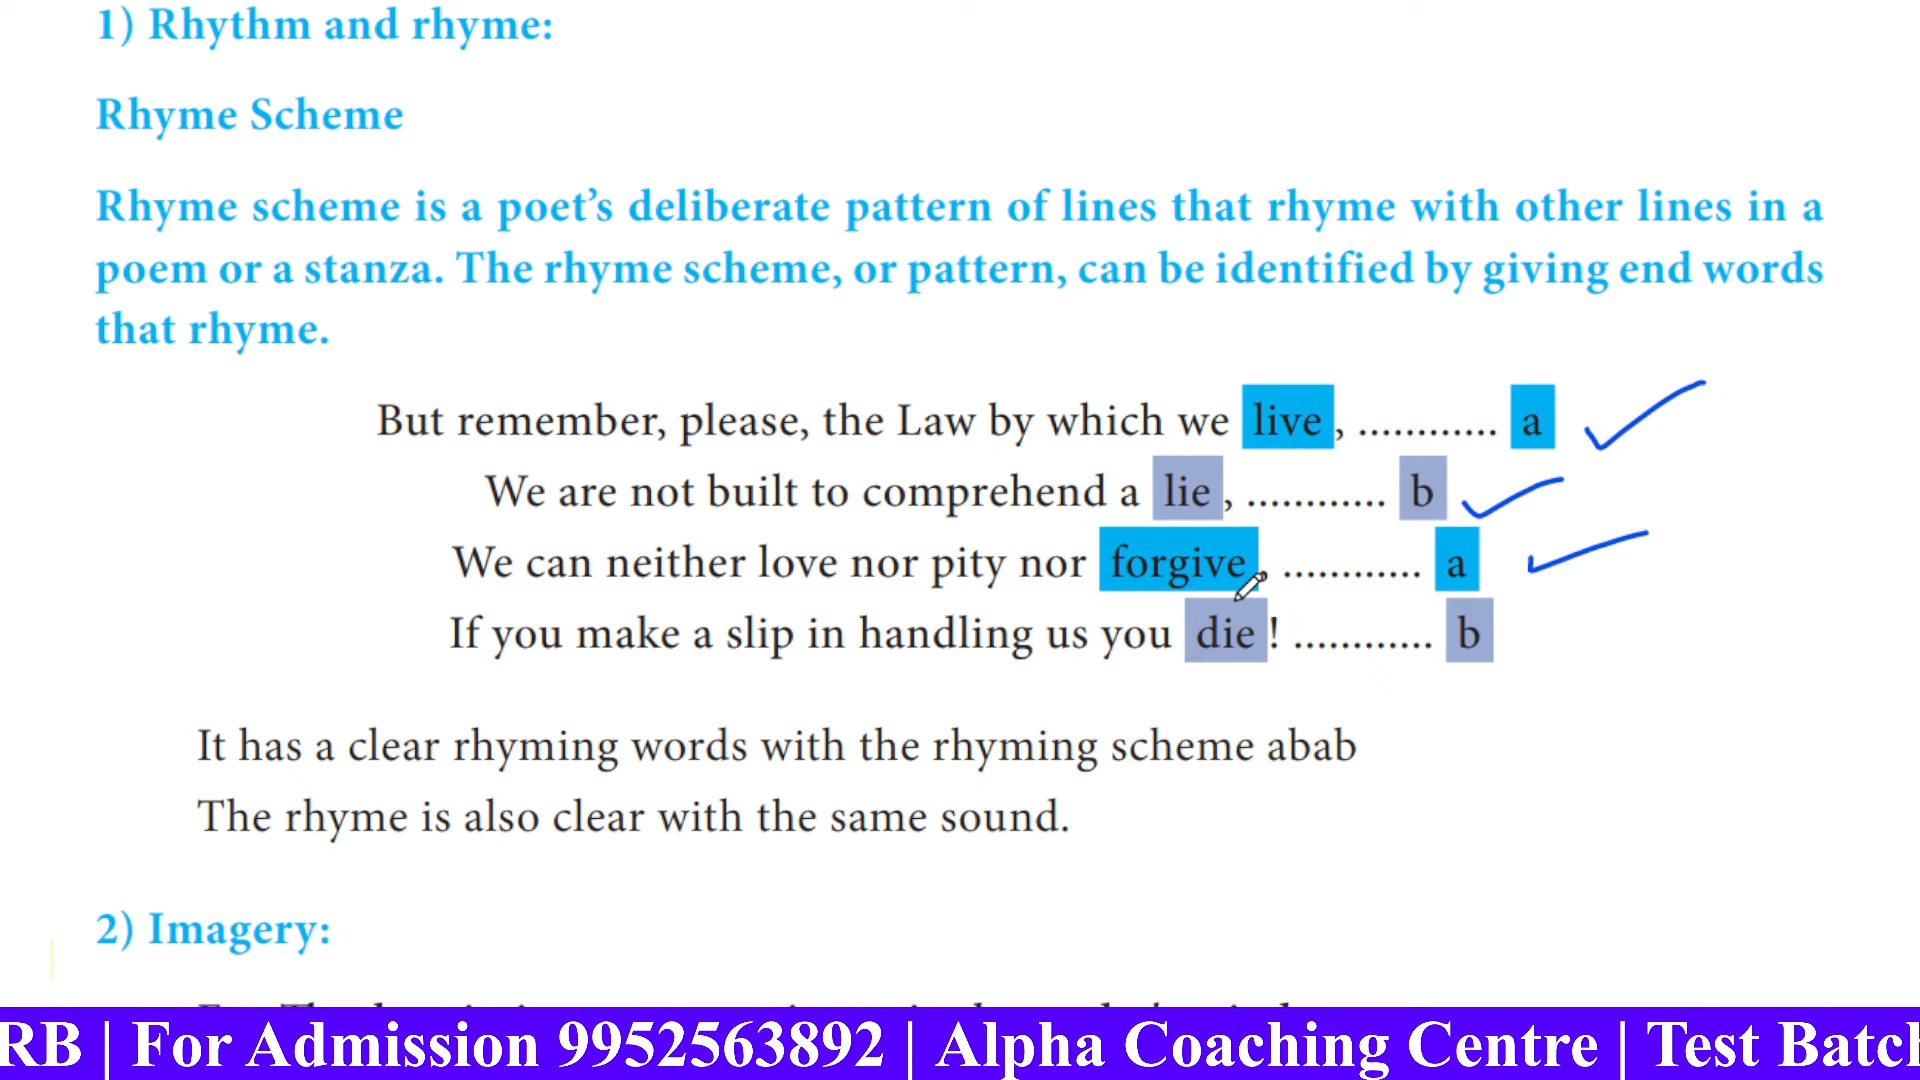 1) Rhythm and rhyme:
Rhyme Scheme
Rhyme scheme is a poet’s deliberate pattern of lines that rhyme with other lines in a
poem or a stanza. The rhyme scheme, or pattern, can be identified by giving end words
that rhyme.
But remember, please, the Law by which we live, ............ a
We are not built to comprehend a lie, ............ b
We can neither love nor pity nor forgive, ............ a
If you make a slip in handling us you die! ............ b
It has a clear rhyming words with the rhyming scheme abab
The rhyme is also clear with the same sound.
2) Imagery:
RB | For Admission 9952563892 | Alpha Coaching Centre | Test Batch